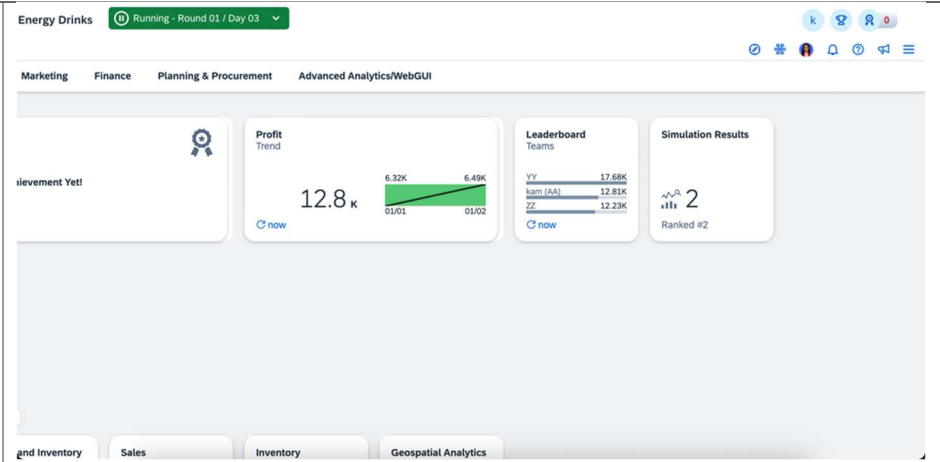 Energy Drinks
Running - Round 01 / Day 03
k
0
Marketing Finance Planning & Procurement Advanced Analytics/WebGUI
ievement Yet!
Profit
Trend
12.8 K
6.32K 6.49K
01/01 01/02
now
Leaderboard
Teams
YY 17.68K
kam (AA) 12.81K
ZZ 12.23K
now
Simulation Results
2
Ranked #2
and Inventory
Sales
Inventory
Geospatial Analytics